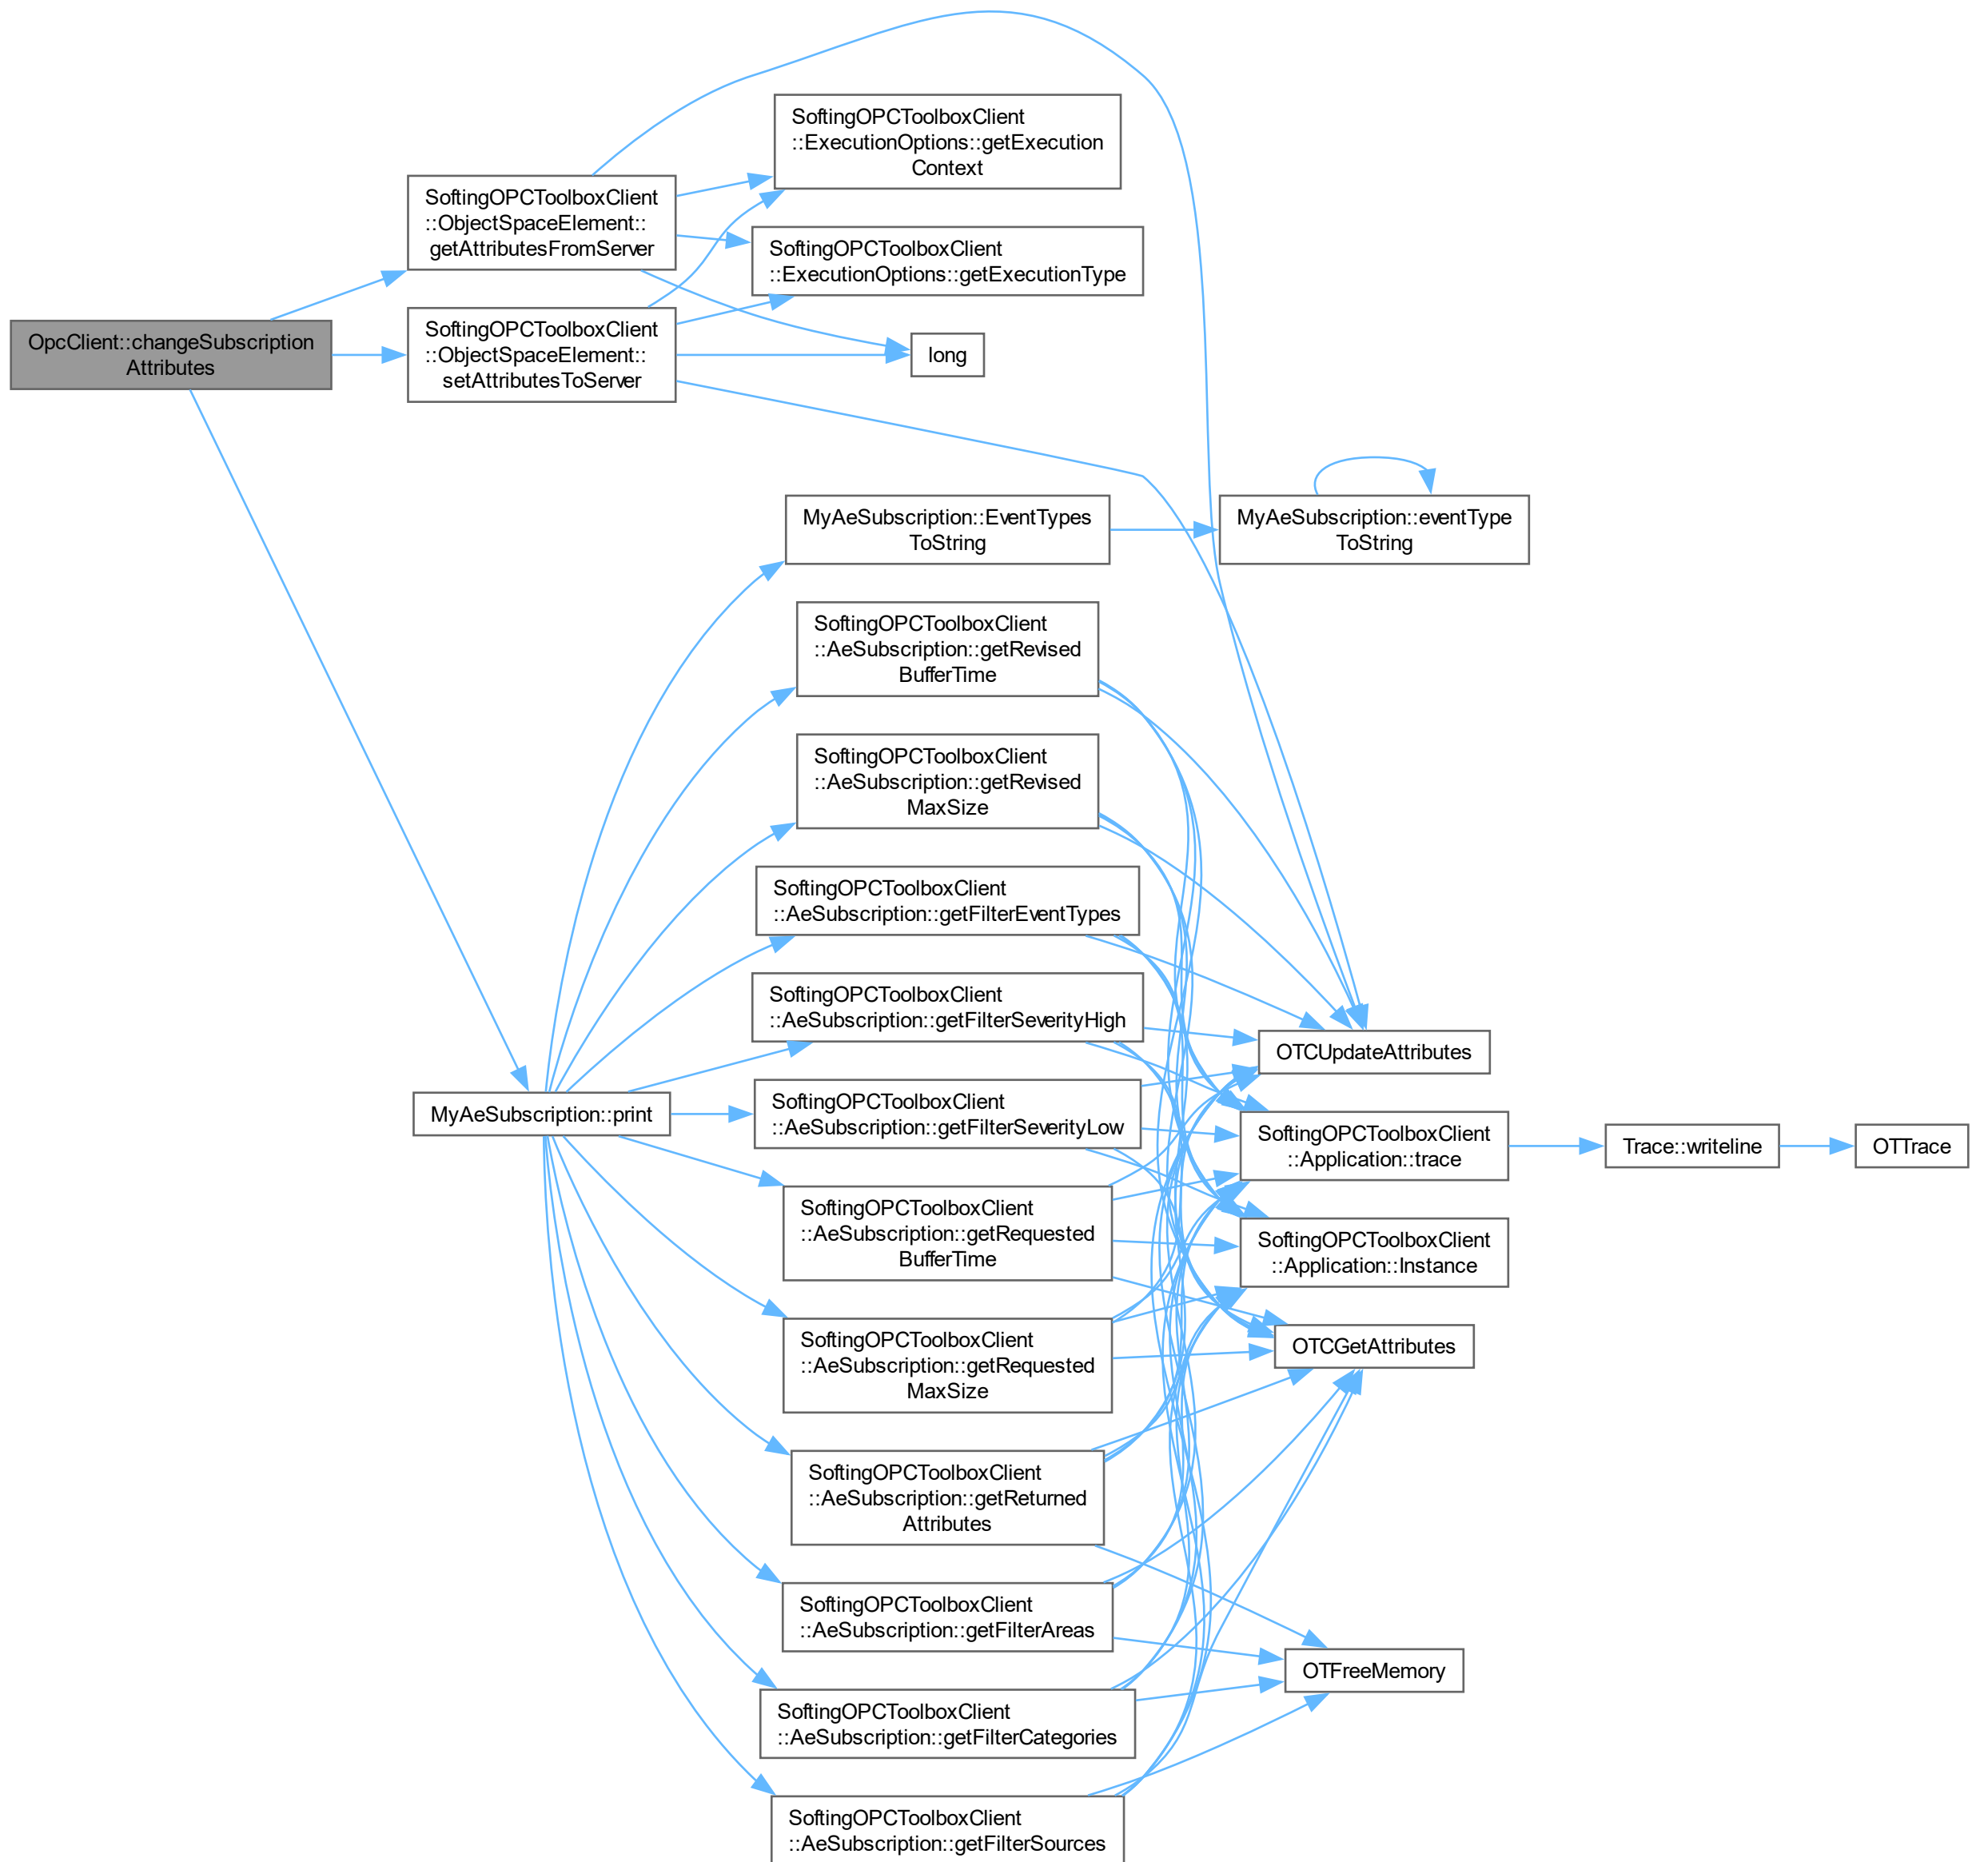 OpcClient::changeSubscription
Attributes
SoftingOPCToolboxClient
::ObjectSpaceElement::
getAttributesFromServer
SoftingOPCToolboxClient
::ObjectSpaceElement::
setAttributesToServer
MyAeSubscription::print
SoftingOPCToolboxClient
::ExecutionOptions::getExecution
Context
SoftingOPCToolboxClient
::ExecutionOptions::getExecutionType
long
MyAeSubscription::EventTypes
ToString
SoftingOPCToolboxClient
::AeSubscription::getRevised
BufferTime
SoftingOPCToolboxClient
::AeSubscription::getRevised
MaxSize
SoftingOPCToolboxClient
::AeSubscription::getFilterEventTypes
SoftingOPCToolboxClient
::AeSubscription::getFilterSeverityHigh
SoftingOPCToolboxClient
::AeSubscription::getFilterSeverityLow
SoftingOPCToolboxClient
::AeSubscription::getRequested
BufferTime
SoftingOPCToolboxClient
::AeSubscription::getRequested
MaxSize
SoftingOPCToolboxClient
::AeSubscription::getReturned
Attributes
SoftingOPCToolboxClient
::AeSubscription::getFilterAreas
SoftingOPCToolboxClient
::AeSubscription::getFilterCategories
SoftingOPCToolboxClient
::AeSubscription::getFilterSources
MyAeSubscription::eventType
ToString
OTCUpdateAttributes
SoftingOPCToolboxClient
::Application::trace
SoftingOPCToolboxClient
::Application::Instance
OTCGetAttributes
OTFreeMemory
Trace::writeline
OTTrace